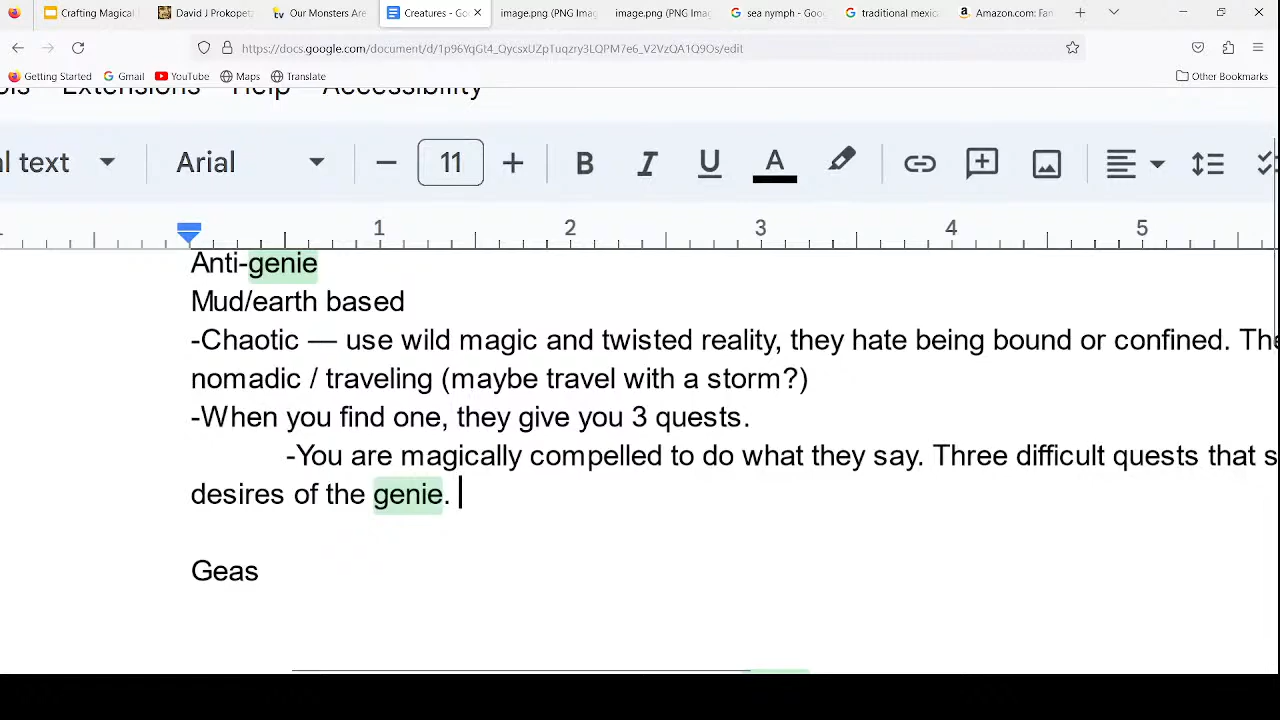 Crafting Magical
David J Prokopetz
Our Monsters Are
Creatures - Goo
image.png (PNG Imag
image.png (PNG Imag
sea nymph - Goog
traditional mexica
Amazon.com: Fan
https://docs.google.com/document/d/
Getting Started
Gmail
YouTube
Maps
Translate
Other Bookmarks
Extensions Help Accessibility
l text
Arial
11
B I U A
1 2 3 4 5
Anti-genie
Mud/earth based
-Chaotic — use wild magic and twisted reality, they hate being bound or confined. The
nomadic / traveling (maybe travel with a storm?)
-When you find one, they give you 3 quests.
-You are magically compelled to do what they say. Three difficult quests that s
desires of the genie.
Geas